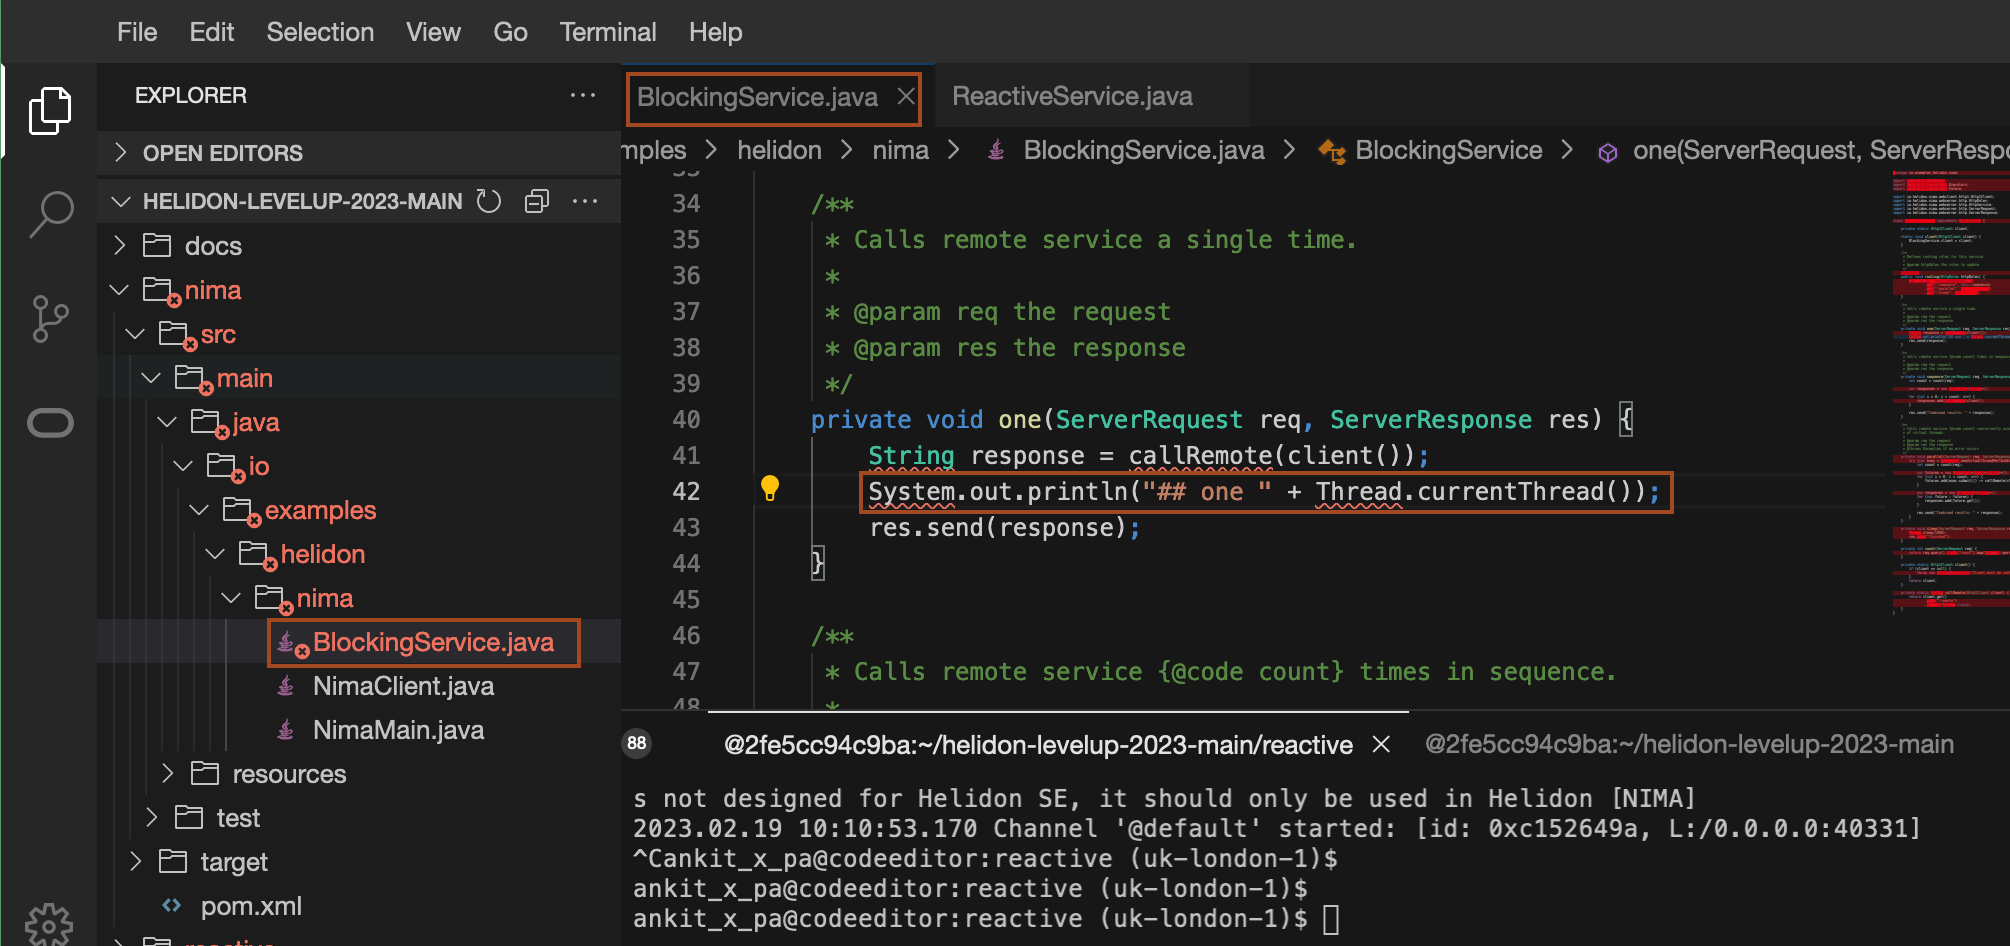 File Edit Selection View Go Terminal Help
EXPLORER ...
OPEN EDITORS
HELIDON-LEVELUP-2023-MAIN ...
docs
nima
src
main
java
io
examples
helidon
nima
BlockingService.java
NimaClient.java
NimaMain.java
resources
test
target
pom.xml
BlockingService.java ReactiveService.java
mples > helidon > nima > BlockingService.java > BlockingService > one(ServerRequest, ServerRespo
34 /**
35 * Calls remote service a single time.
36 *
37 * @param req the request
38 * @param res the response
39 */
40 private void one(ServerRequest req, ServerResponse res) {
41 String response = callRemote(client());
42 System.out.println("## one " + Thread.currentThread());
43 res.send(response);
44 }
45
46 /**
47 * Calls remote service {@code count} times in sequence.
48 *
88 @2fe5cc94c9ba:~/helidon-levelup-2023-main/reactive @2fe5cc94c9ba:~/helidon-levelup-2023-main
s not designed for Helidon SE, it should only be used in Helidon [NIMA]
2023.02.19 10:10:53.170 Channel '@default' started: [id: 0xc152649a, L:/0.0.0.0:40331]
^Cankit_x_pa@codeeditor:reactive (uk-london-1)$
ankit_x_pa@codeeditor:reactive (uk-london-1)$
ankit_x_pa@codeeditor:reactive (uk-london-1)$